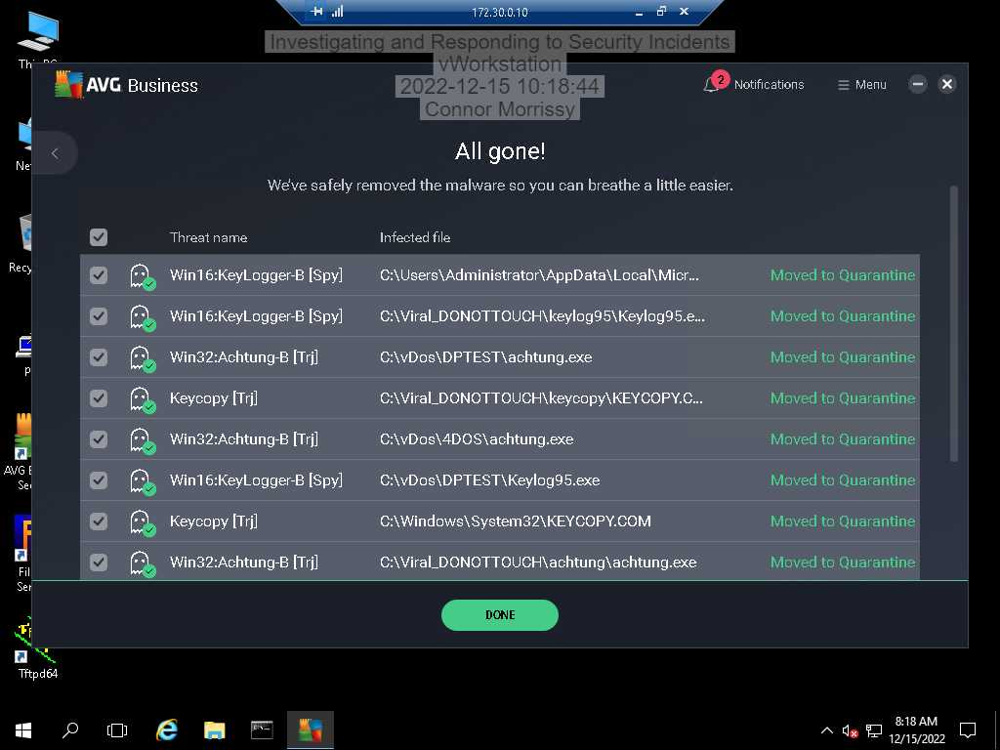 172.30.0.10
Investigating and Responding to Security Incidents
vWorkstation
2022-12-15 10:18:44
Connor Morrissy
AVG Business
2
Notifications
Menu
All gone!
We've safely removed the malware so you can breathe a little easier.
Threat name Infected file
Win16:KeyLogger-B [Spy] C:\Users\Administrator\AppData\Local\Micr... Moved to Quarantine
Win16:KeyLogger-B [Spy] C:\Viral_DONOTTOUCH\keylog95\Keylog95.e... Moved to Quarantine
Win32:Achtung-B [Trj] C:\vDos\DPTEST\achtung.exe Moved to Quarantine
Keycopy [Trj] C:\Viral_DONOTTOUCH\keycopy\KEYCOPY.C... Moved to Quarantine
Win32:Achtung-B [Trj] C:\vDos\4DOS\achtung.exe Moved to Quarantine
Win16:KeyLogger-B [Spy] C:\vDos\DPTEST\Keylog95.exe Moved to Quarantine
Keycopy [Trj] C:\Windows\System32\KEYCOPY.COM Moved to Quarantine
Win32:Achtung-B [Trj] C:\Viral_DONOTTOUCH\achtung\achtung.exe Moved to Quarantine
DONE
Recy
AVG
Tftpd64
8:18 AM
12/15/2022